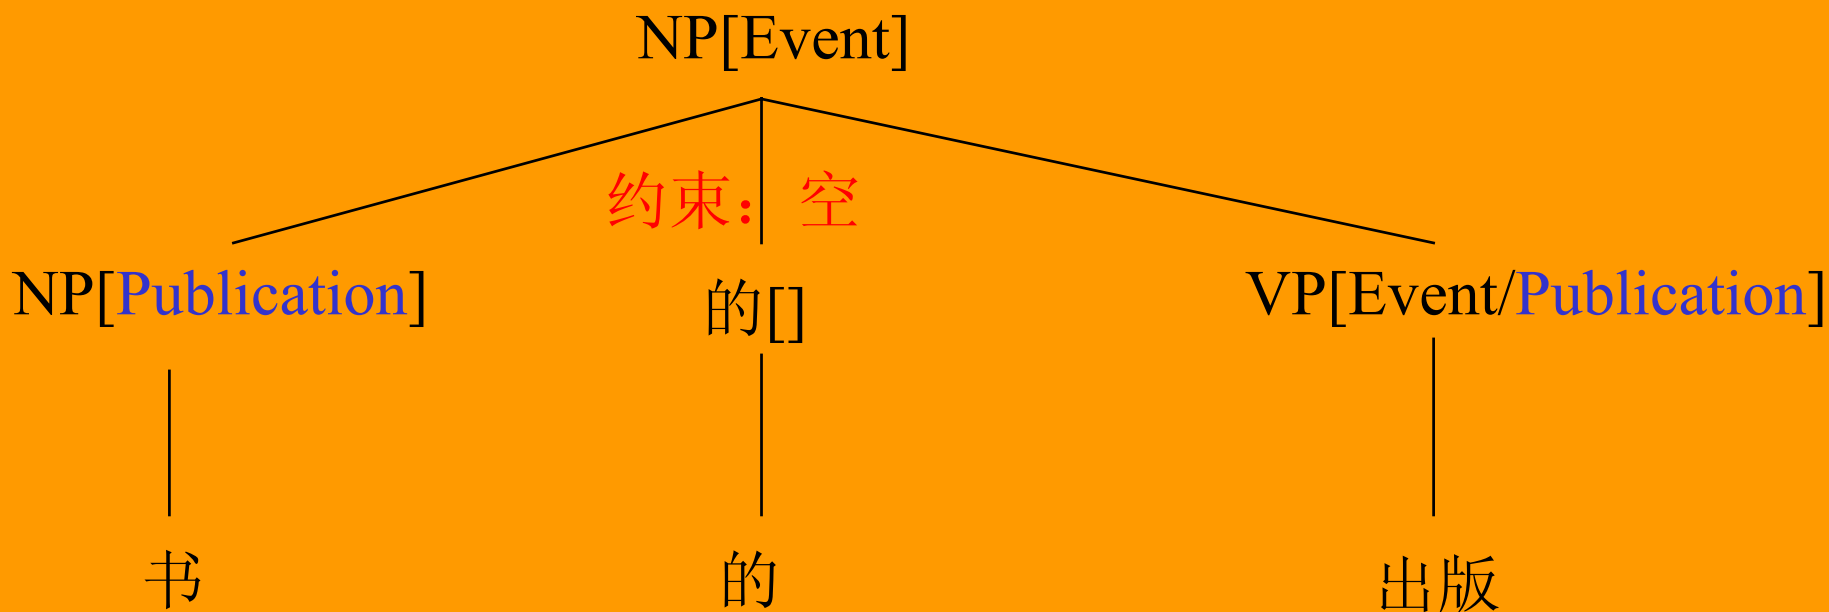 NP[Event]
约束：空
NP[Publication] 的[] VP[Event/Publication]
书 的 出版